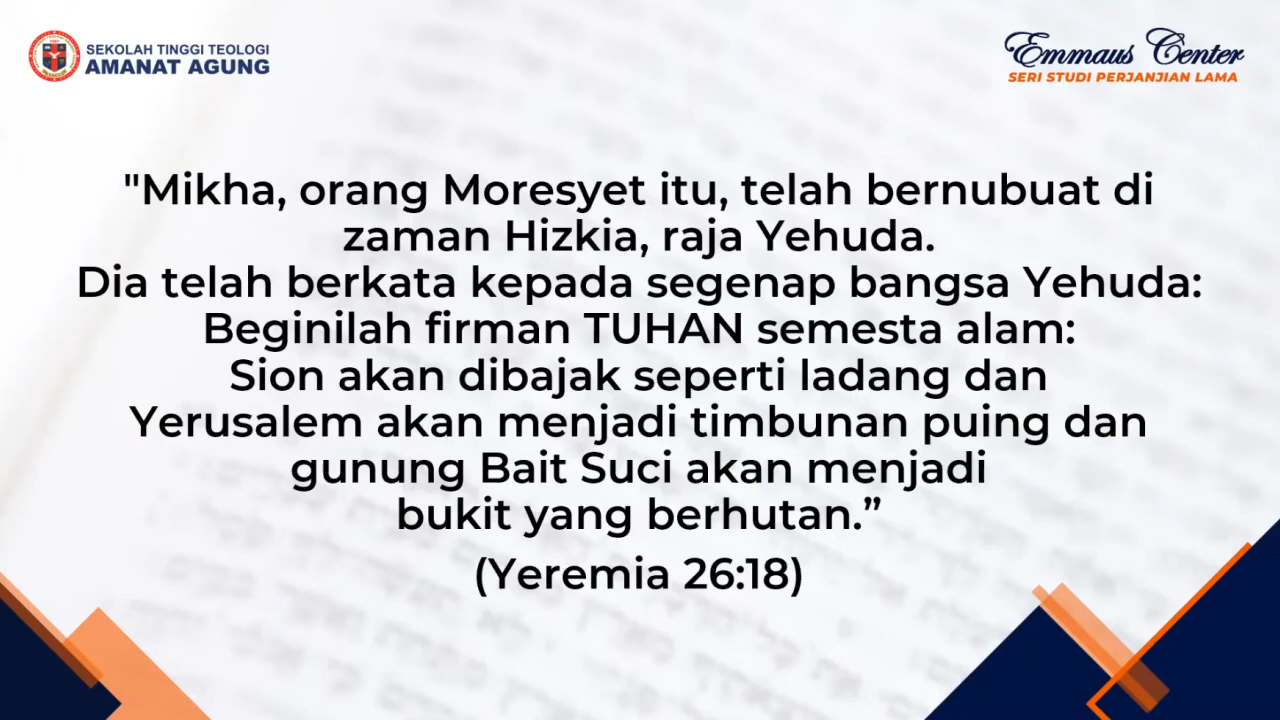 SEKOLAH TINGGI TEOLOGI
AMANAT AGUNG
Emmaus Center
SERI STUDI PERJANJIAN LAMA
"Mikha, orang Moresyet itu, telah bernubuat di
zaman Hizkia, raja Yehuda.
Dia telah berkata kepada segenap bangsa Yehuda:
Beginilah firman TUHAN semesta alam:
Sion akan dibajak seperti ladang dan
Yerusalem akan menjadi timbunan puing dan
gunung Bait Suci akan menjadi
bukit yang berhutan.”
(Yeremia 26:18)